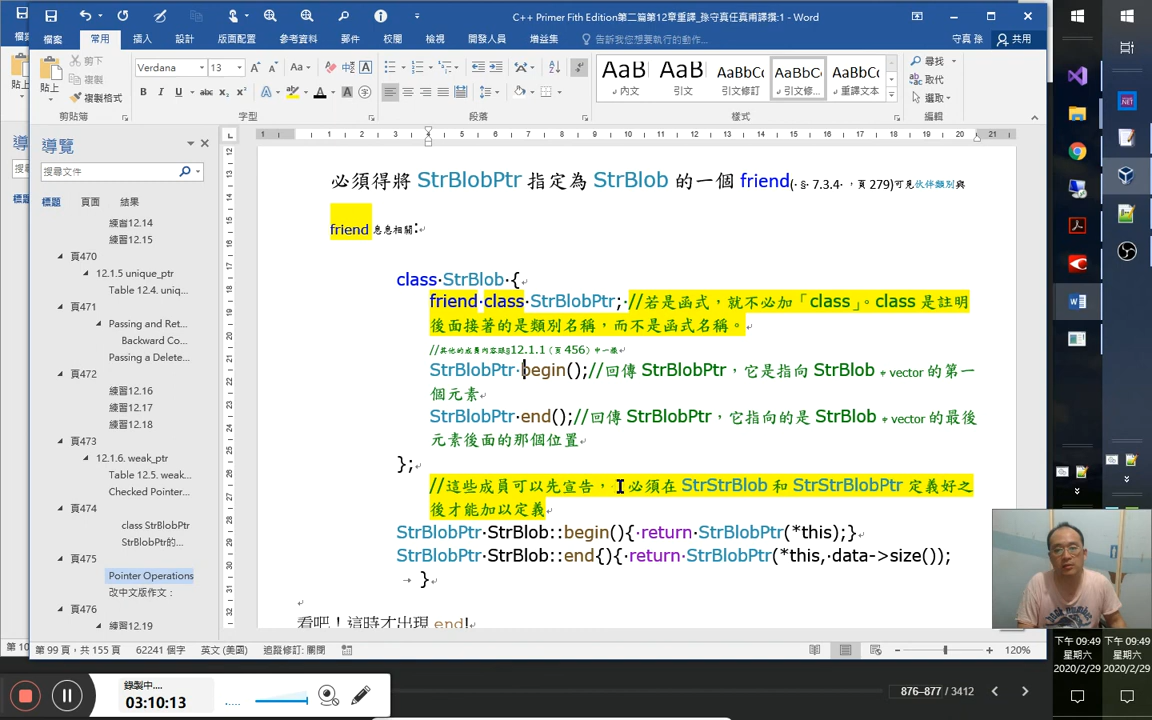 C++ Primer Fith Edition第二篇第12章重譯_孫守真任真甫譯撰:1 - Word
檔案 常用 插入 設計 版面配置 參考資料 郵件 校閱 檢視 開發人員 增益集 告訴我您想要執行的動作... 守真 孫 共用
貼上 剪下 複製 複製格式 剪貼簿
Verdana 13 字型 段落
AaB 內文 AaB 引文 AaBbC 引文修訂 AaBbC 引文修... AaBbC 重譯文本 樣式
尋找 取代 選取 編輯
導覽
搜尋文件
標題 頁面 結果
練習12.14
練習12.15
頁470
12.1.5 unique_ptr
Table 12.4. uniq...
頁471
Passing and Ret...
Backward Co...
Passing a Delete...
頁472
練習12.16
練習12.17
練習12.18
頁473
12.1.6. weak_ptr
Table 12.5. weak...
Checked Pointer...
頁474
class StrBlobPtr
StrBlobPtr的...
頁475
Pointer Operations
改中文版作文：
頁476
練習12.19
必須得將 StrBlobPtr 指定為 StrBlob 的一個 friend(· §· 7.3.4· ，頁 279)可見伙伴類別與
friend 息息相關:
class·StrBlob·{
friend·class·StrBlobPtr;·//若是函式，就不必加「class」。class 是註明
後面接著的是類別名稱，而不是函式名稱。
//其他的成員內容跟§12.1.1（頁 456）中一樣
StrBlobPtr·begin();//回傳 StrBlobPtr，它是指向 StrBlob 中 vector 的第一
個元素
StrBlobPtr·end();//回傳 StrBlobPtr，它指向的是 StrBlob 中 vector 的最後
元素後面的那個位置
};
//這些成員可以先宣告，必須在 StrStrBlob 和 StrStrBlobPtr 定義好之
後才能加以定義
StrBlobPtr·StrBlob::begin(){·return·StrBlobPtr(*this);}
StrBlobPtr·StrBlob::end{){·return·StrBlobPtr(*this,·data->size());
}
看吧！這時才出現 end!
第 99 頁，共 155 頁 62241 個字 英文 (美國) 追蹤修訂: 關閉 120%
錄製中...
03:10:13
876–877 / 3412
下午 09:49
星期六
2020/2/29
下午 09:49
星期六
2020/2/29